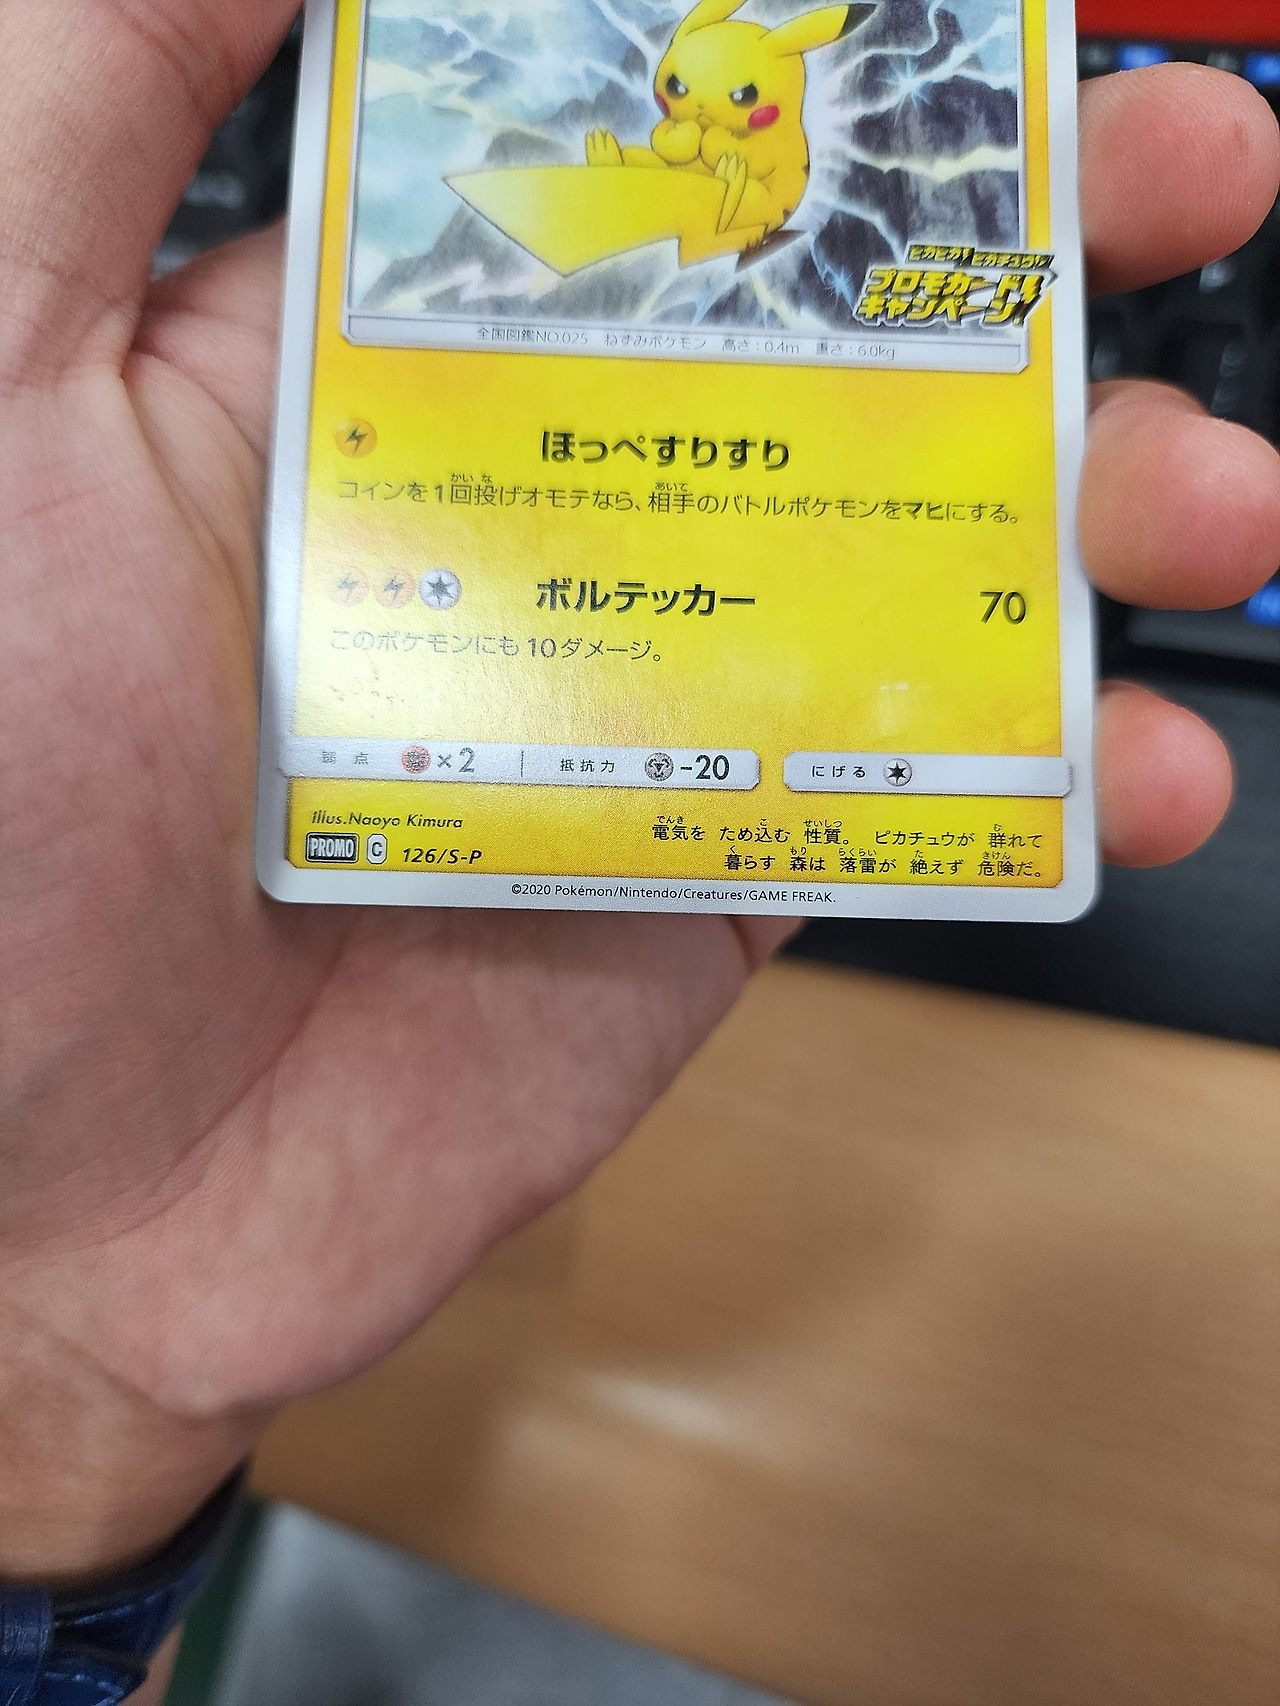 ピカピカ ピカチュウ!
プロモカード
キャンペーン!
全国図鑑NO.025 ねずみポケモン 高さ:0.4m 重さ:6.0kg
ほっぺすりすり
コインを1回投げオモテなら、相手のバトルポケモンをマヒにする。
ボルテッカー 70
このポケモンにも10ダメージ。
弱点 ×2 抵抗力 -20 にげる
Illus.Naoyo Kimura
PROMO C 126/S-P
電気を ため込む 性質。 ピカチュウが 群れて
暮らす 森は 落雷が 絶えず 危険だ。
©2020 Pokémon/Nintendo/Creatures/GAME FREAK.